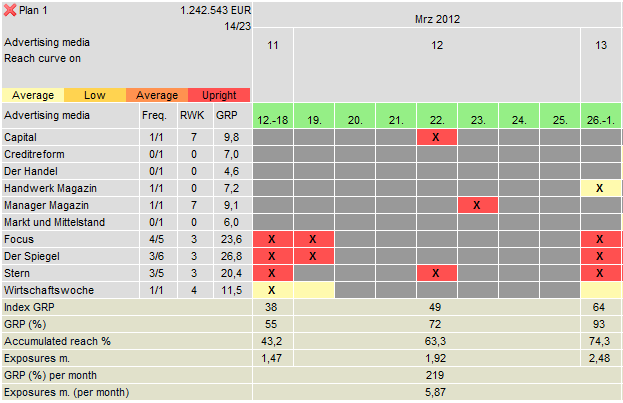 Plan 1 1.242.543 EUR
14/23
Mrz 2012
Advertising media 11 12 13
Reach curve on
Average Low Average Upright
Advertising media Freq. RWK GRP 12.-18 19. 20. 21. 22. 23. 24. 25. 26.-1.
Capital 1/1 7 9,8 X
Creditreform 0/1 0 7,0
Der Handel 0/1 0 4,6
Handwerk Magazin 1/1 0 7,2 X
Manager Magazin 1/1 7 9,1 X
Markt und Mittelstand 0/1 0 6,0
Focus 4/5 3 23,6 X X X
Der Spiegel 3/6 3 26,8 X X X
Stern 3/5 3 20,4 X X X
Wirtschaftswoche 1/1 4 11,5 X
Index GRP 38 49 64
GRP (%) 55 72 93
Accumulated reach % 43,2 63,3 74,3
Exposures m. 1,47 1,92 2,48
GRP (%) per month 219
Exposures m. (per month) 5,87